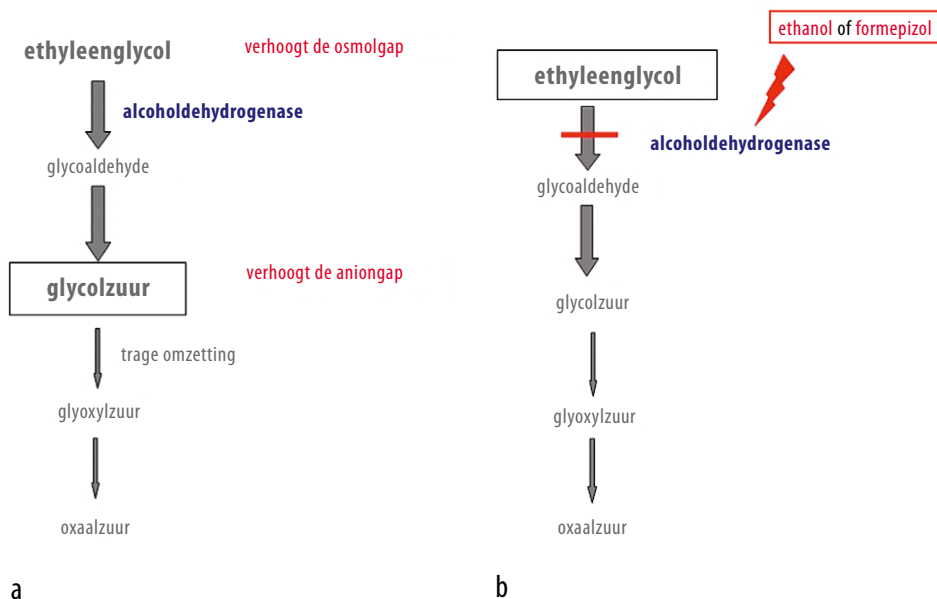 ethyleenglycol
verhoogt de osmolgap
alcoholdehydrogenase
glycoaldehyde
glycolzuur
verhoogt de aniongap
trage omzetting
glyoxylzuur
oxaalzuur
a
ethanol of formepizol
ethyleenglycol
alcoholdehydrogenase
glycoaldehyde
glycolzuur
glyoxylzuur
oxaalzuur
b